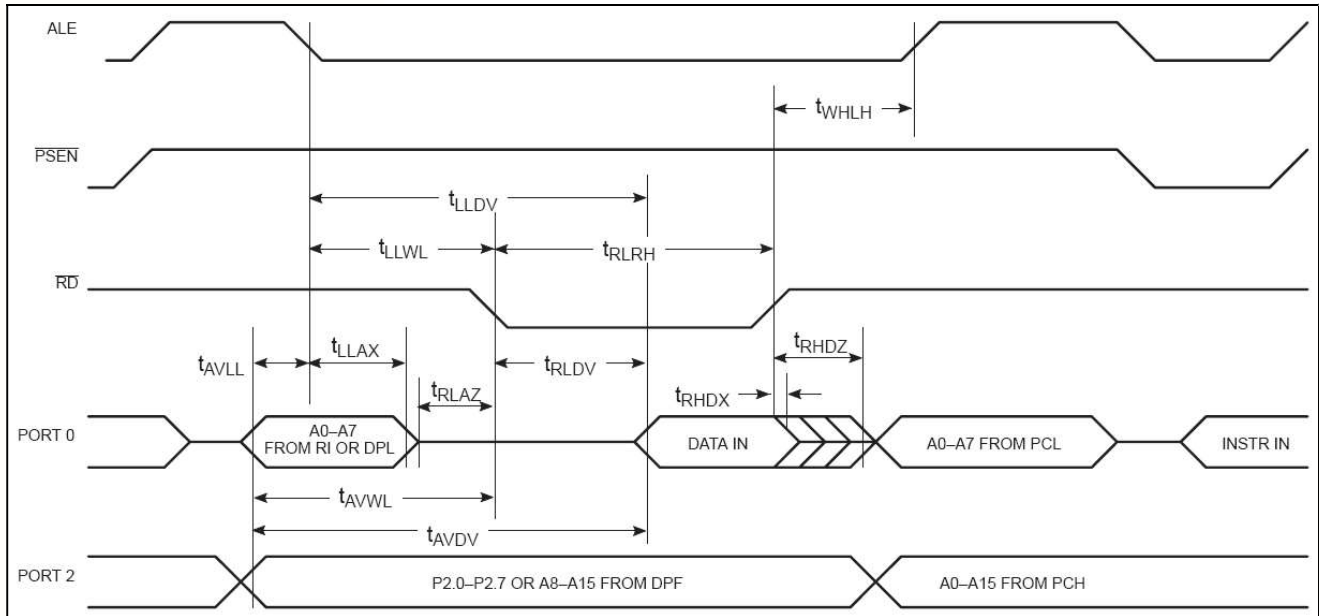 ALE
tWHLH
PSEN
tLLDV
tLLWL
tRLRH
RD
tAVLL
tLLAX
tRLDV
tRHDZ
tRLAZ
tRHDX
PORT 0
A0–A7
FROM RI OR DPL
DATA IN
A0–A7 FROM PCL
INSTR IN
tAVWL
tAVDV
PORT 2
P2.0–P2.7 OR A8–A15 FROM DPF
A0–A15 FROM PCH